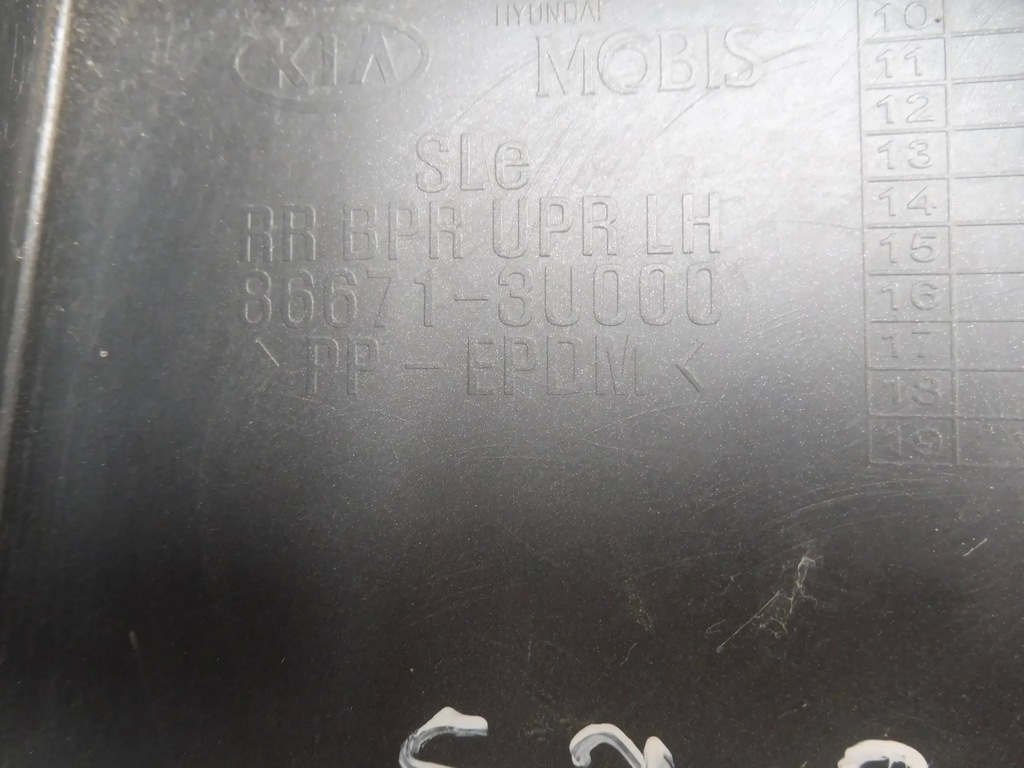 HYUNDAI
KIA MOBIS
SLe
RR BPR UPR LH
86671-3U000
>PP-EPDM<
10
11
12
13
14
15
16
17
18
19